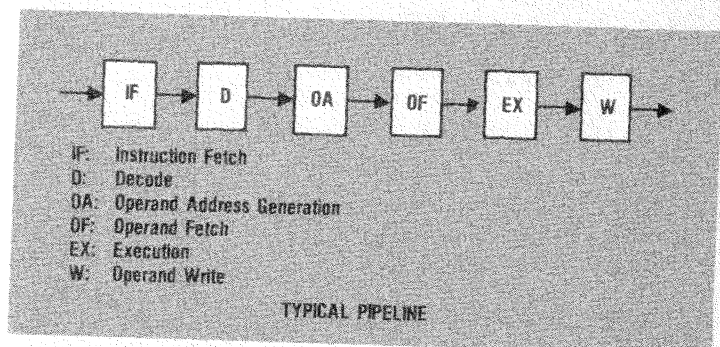 IF D OA OF EX W
IF: Instruction Fetch
D: Decode
OA: Operand Address Generation
OF: Operand Fetch
EX: Execution
W: Operand Write
TYPICAL PIPELINE